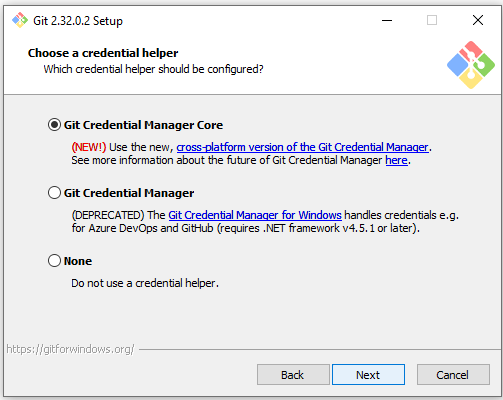 Git 2.32.0.2 Setup
Choose a credential helper
Which credential helper should be configured?
Git Credential Manager Core
(NEW!) Use the new, cross-platform version of the Git Credential Manager.
See more information about the future of Git Credential Manager here.
Git Credential Manager
(DEPRECATED) The Git Credential Manager for Windows handles credentials e.g.
for Azure DevOps and GitHub (requires .NET framework v4.5.1 or later).
None
Do not use a credential helper.
https://gitforwindows.org/
Back Next Cancel